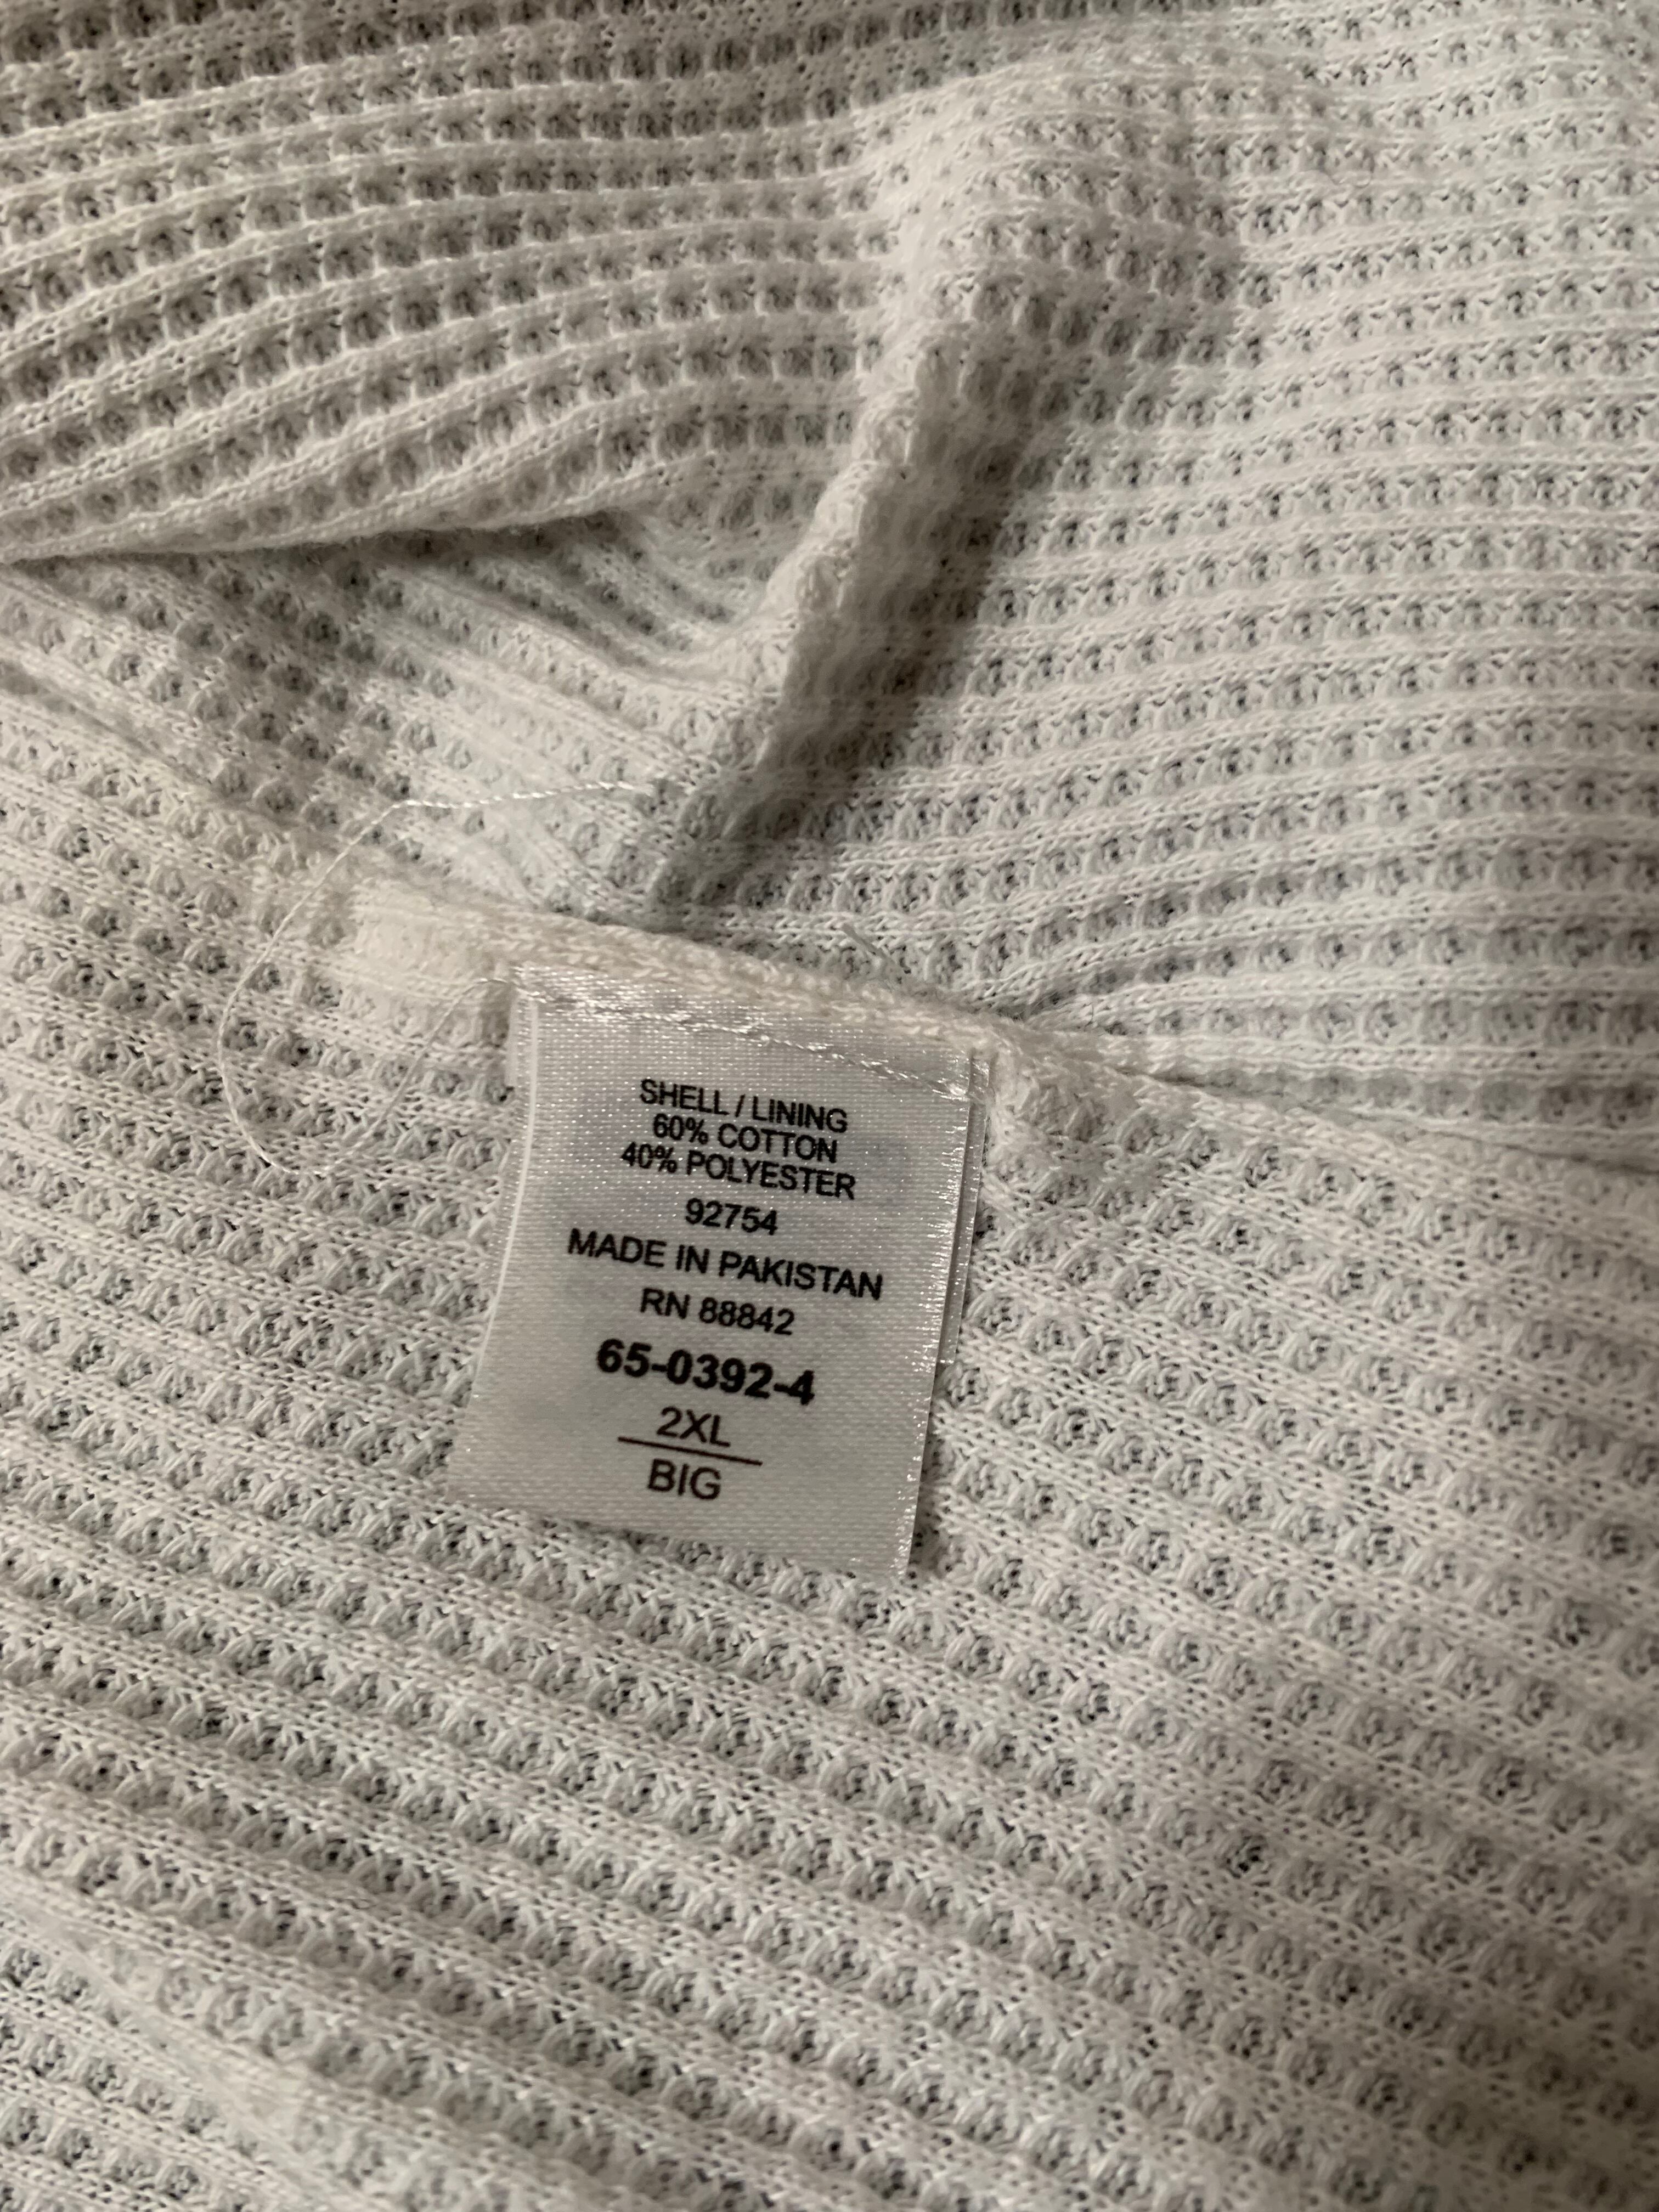 SHELL / LINING
60% COTTON
40% POLYESTER
92754
MADE IN PAKISTAN
RN 88842
65-0392-4
2XL
BIG